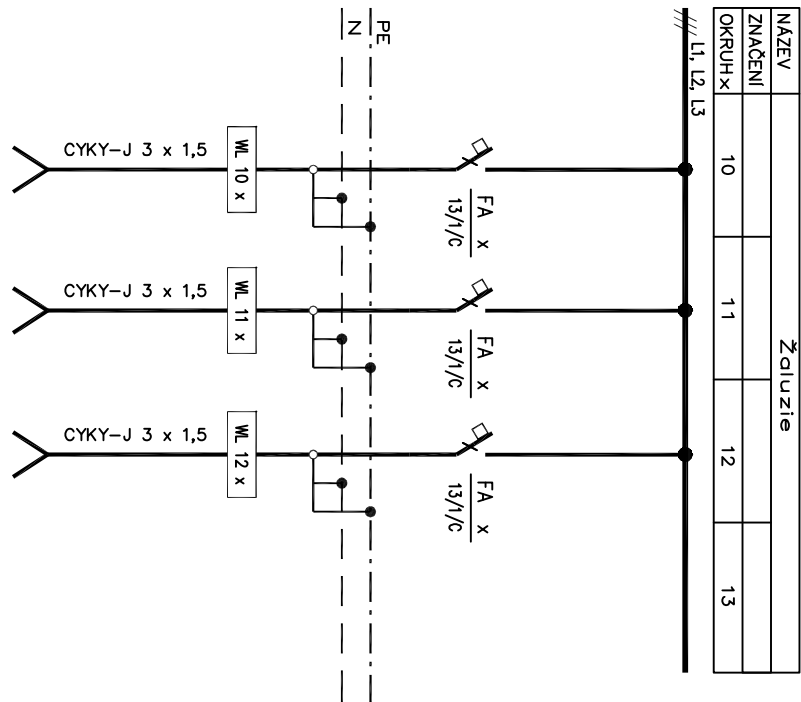 NÁZEV
Žaluzie
ZNAČENÍ
OKRUH x
10
11
12
13
L1, L2, L3
PE
N
FA x
13/1/C
WL 10 x
CYKY-J 3 x 1,5
FA x
13/1/C
WL 11 x
CYKY-J 3 x 1,5
FA x
13/1/C
WL 12 x
CYKY-J 3 x 1,5